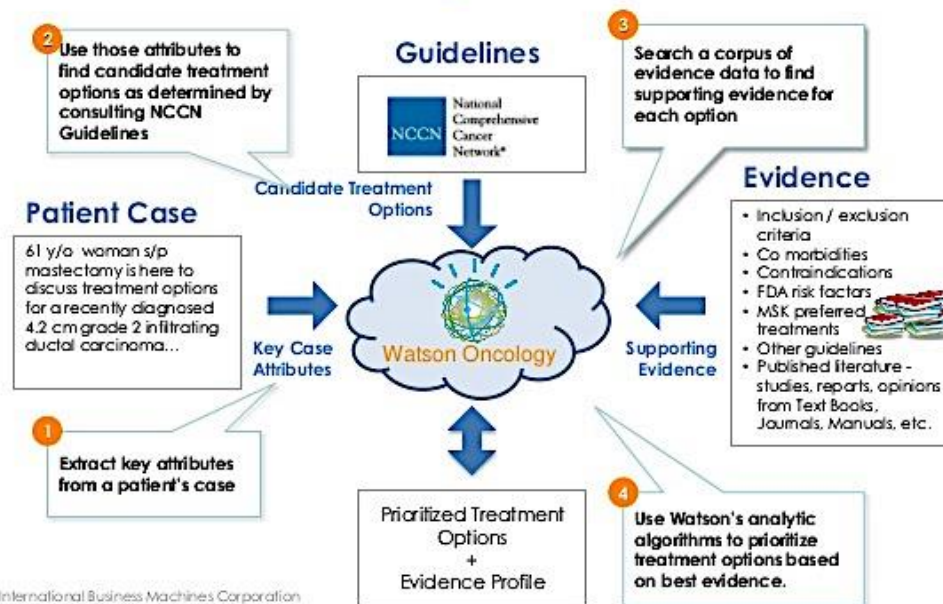 2
Use those attributes to
find candidate treatment
options as determined by
consulting NCCN
Guidelines
Guidelines
NCCN
National
Comprehensive
Cancer
Network®
3
Search a corpus of
evidence data to find
supporting evidence for
each option
Candidate Treatment
Options
Patient Case
61 y/o woman s/p
mastectomy is here to
discuss treatment options
for a recently diagnosed
4.2 cm grade 2 infiltrating
ductal carcinoma...
Key Case
Attributes
Watson Oncology
Supporting
Evidence
Evidence
• Inclusion / exclusion
criteria
• Co morbidities
• Contraindications
• FDA risk factors
• MSK preferred
treatments
• Other guidelines
• Published literature -
studies, reports, opinions
from Text Books,
Journals, Manuals, etc.
1
Extract key attributes
from a patient's case
Prioritized Treatment
Options
+
Evidence Profile
4
Use Watson's analytic
algorithms to prioritize
treatment options based
on best evidence.
International Business Machines Corporation